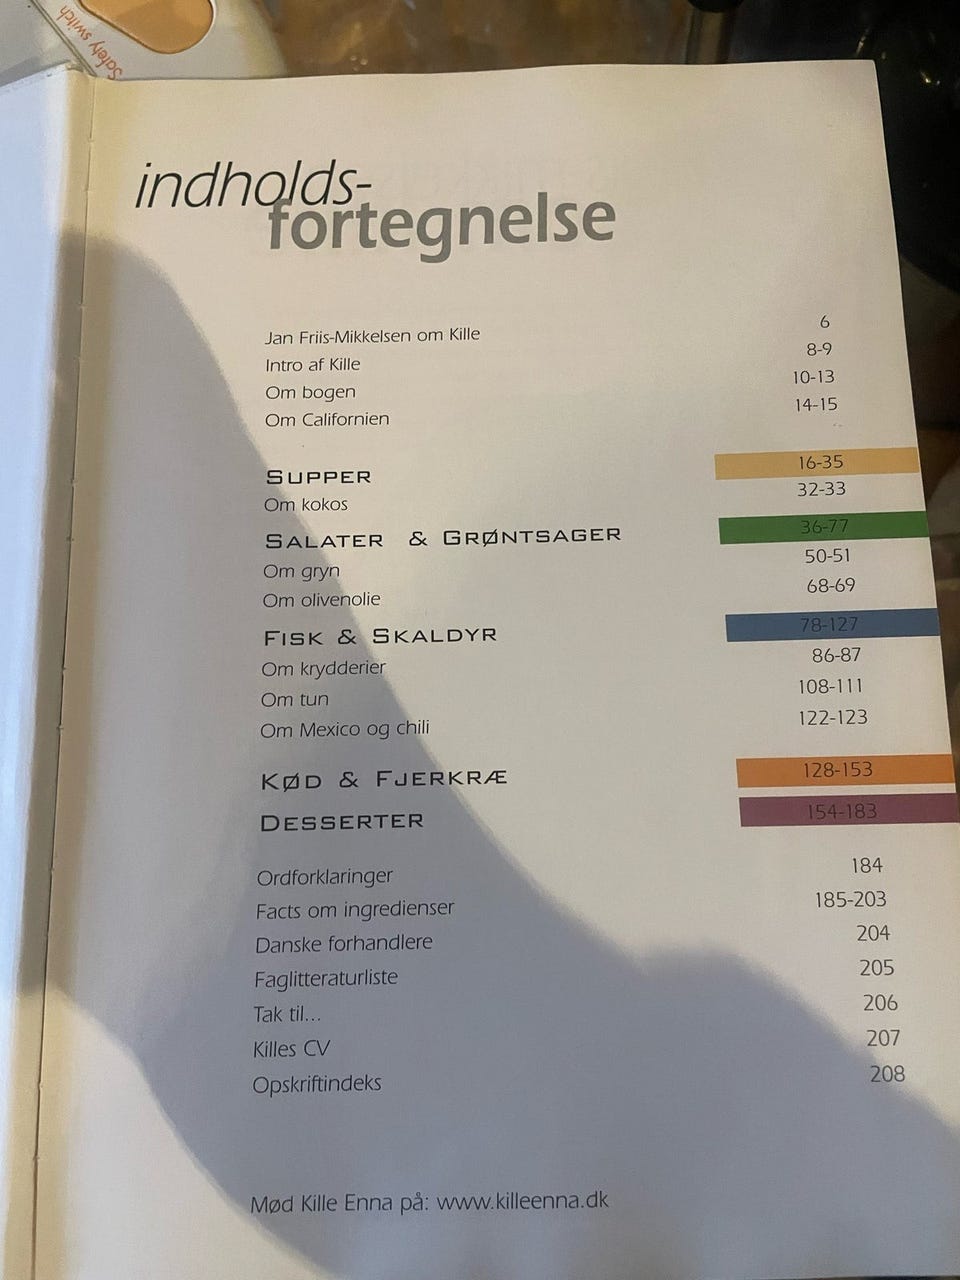 Safety switch
indholds-
fortegnelse
Jan Friis-Mikkelsen om Kille 6
Intro af Kille 8-9
Om bogen 10-13
Om Californien 14-15
SUPPER 16-35
Om kokos 32-33
SALATER & GRØNTSAGER 36-77
Om gryn 50-51
Om olivenolie 68-69
FISK & SKALDYR 78-127
Om krydderier 86-87
Om tun 108-111
Om Mexico og chili 122-123
KØD & FJERKRÆ 128-153
DESSERTER 154-183
Ordforklaringer 184
Facts om ingredienser 185-203
Danske forhandlere 204
Faglitteraturliste 205
Tak til... 206
Killes CV 207
Opskriftindeks 208
Mød Kille Enna på: www.killeenna.dk